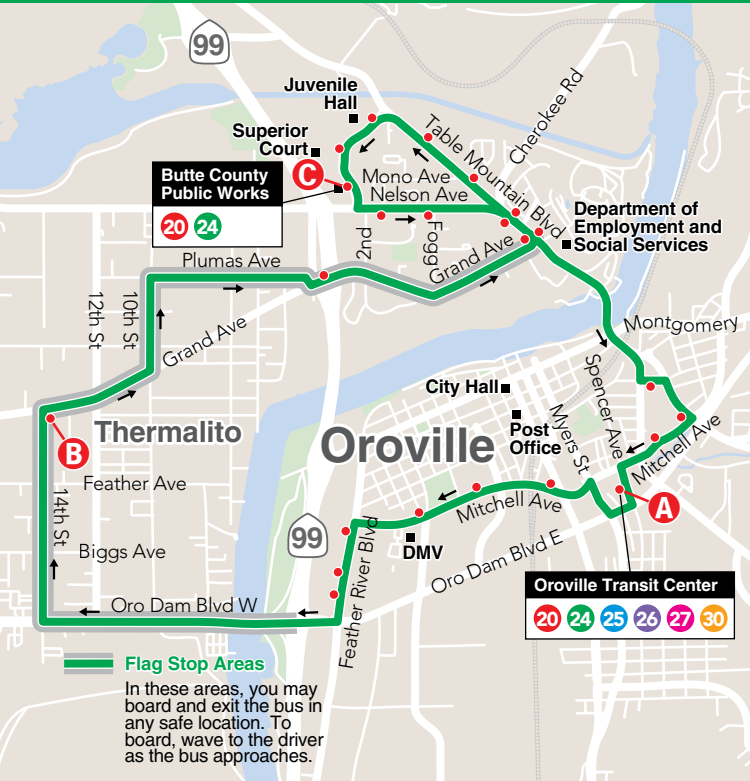 99
Juvenile
Hall
Superior
Court
Cherokee Rd
Table Mountain Blvd
Butte County
Public Works
20 24
C
Mono Ave
Nelson Ave
Department of
Employment and
Social Services
2nd
Fogg
Grand Ave
Plumas Ave
12th St
10th St
Grand Ave
Montgomery
Spencer Ave
City Hall
Post
Office
Myers St
Mitchell Ave
Thermalito
Oroville
B
A
Feather Ave
14th St
Mitchell Ave
99
Feather River Blvd
DMV
Biggs Ave
Oro Dam Blvd E
Oro Dam Blvd W
Oroville Transit Center
20 24 25 26 27 30
Flag Stop Areas
In these areas, you may
board and exit the bus in
any safe location. To
board, wave to the driver
as the bus approaches.